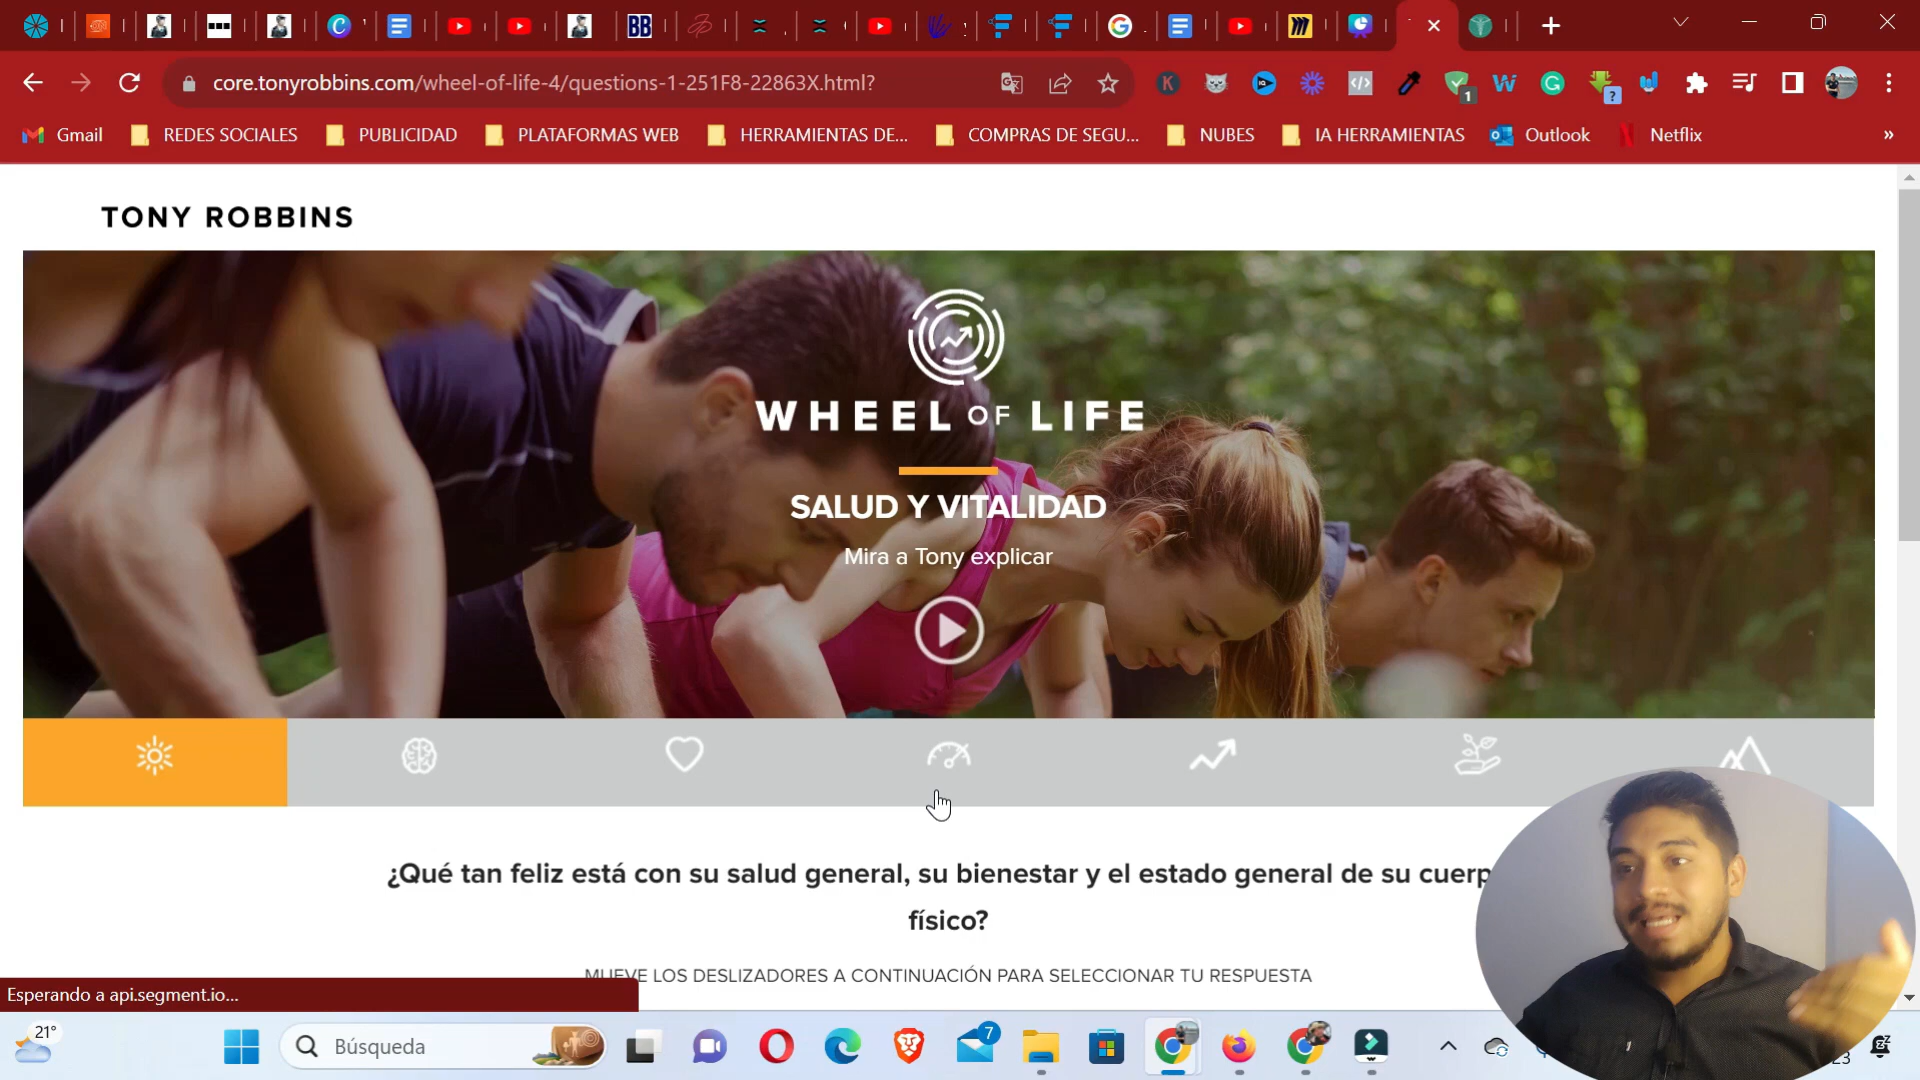 core.tonyrobbins.com/wheel-of-life-4/questions-1-251F8-22863X.html?
Gmail REDES SOCIALES PUBLICIDAD PLATAFORMAS WEB HERRAMIENTAS DE... COMPRAS DE SEGU... NUBES IA HERRAMIENTAS Outlook Netflix »
TONY ROBBINS
WHEEL OF LIFE
SALUD Y VITALIDAD
Mira a Tony explicar
¿Qué tan feliz está con su salud general, su bienestar y el estado general de su cuerp
físico?
MUEVE LOS DESLIZADORES A CONTINUACIÓN PARA SELECCIONAR TU RESPUESTA
Esperando a api.segment.io...
21°
Búsqueda
7